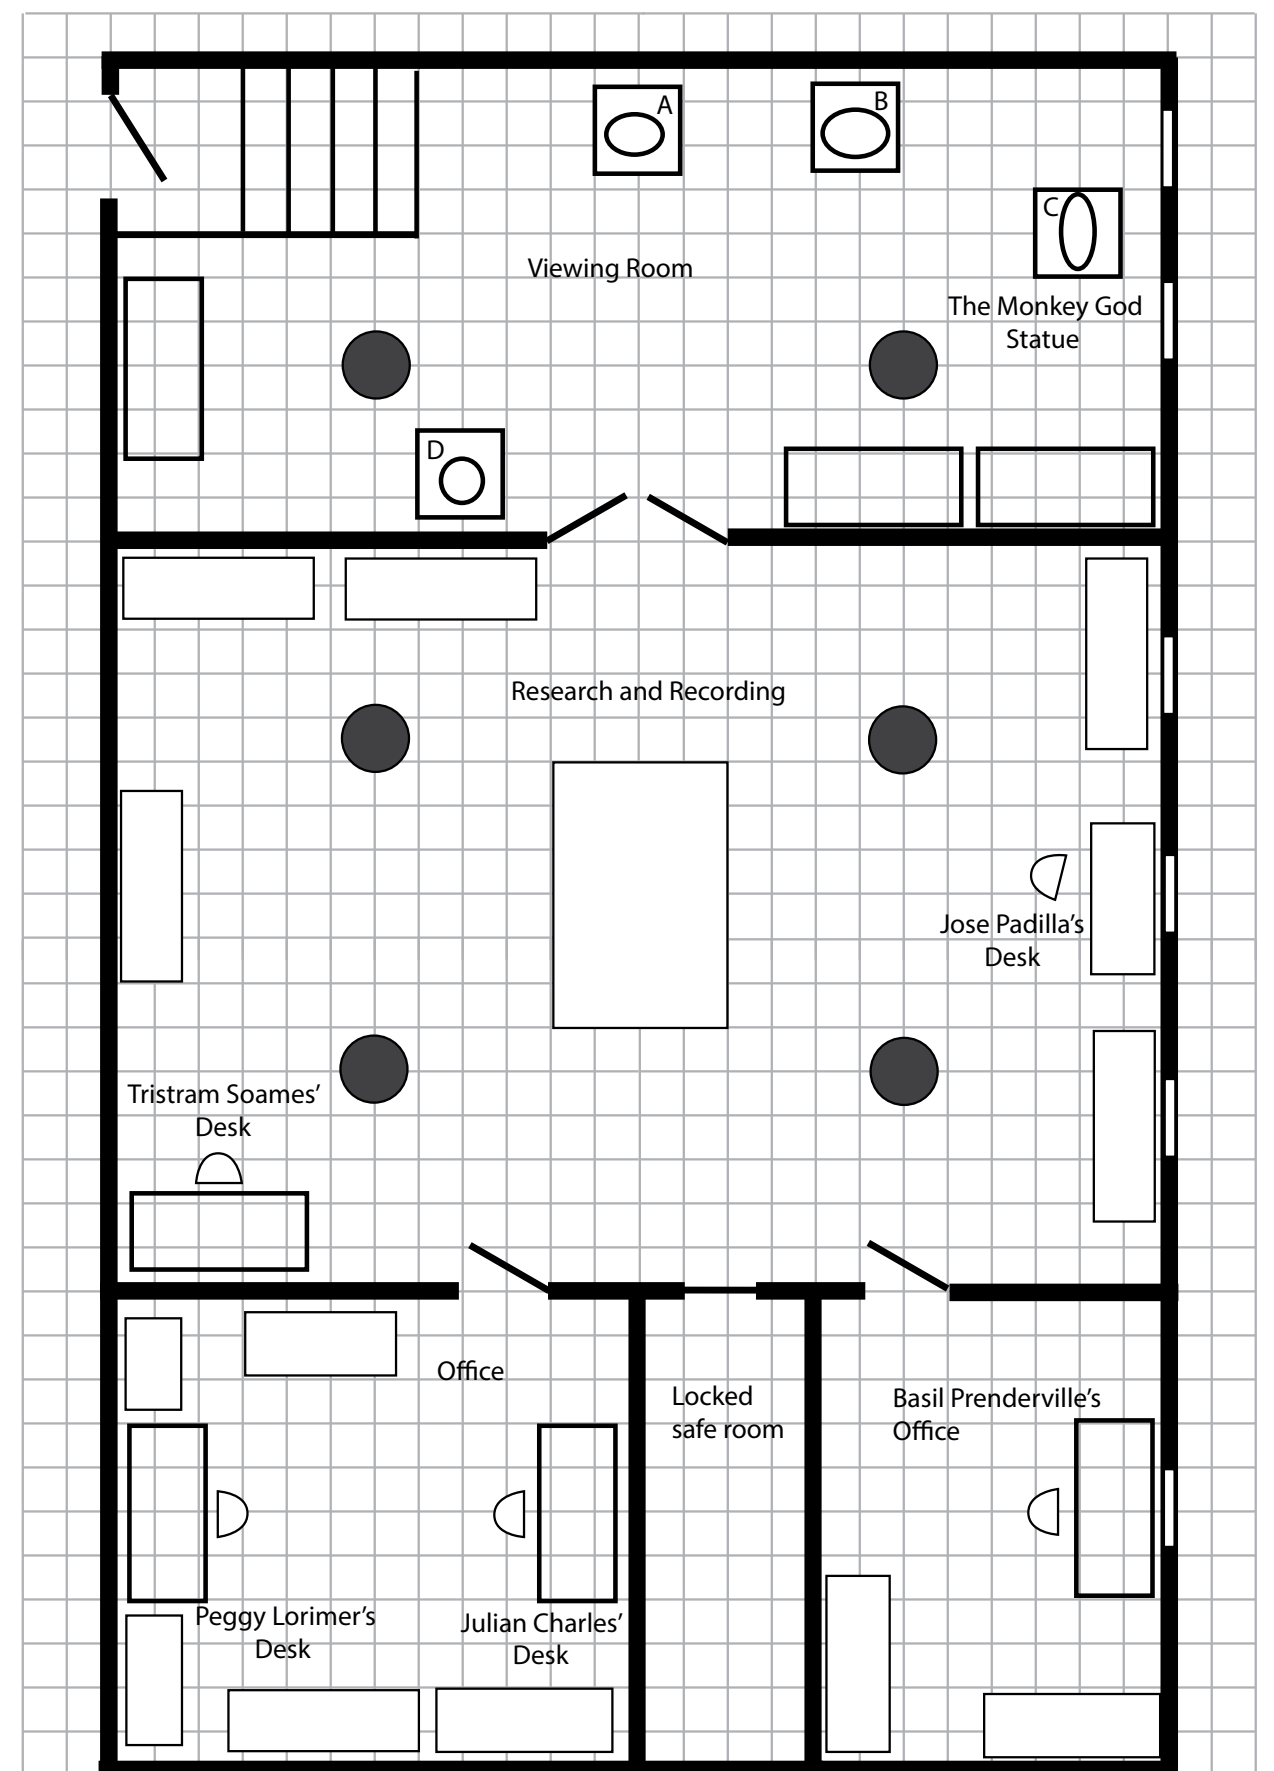 A
B
C
Viewing Room
The Monkey God
Statue
D
Research and Recording
Jose Padilla’s
Desk
Tristram Soames’
Desk
Office
Locked
safe room
Basil Prenderville’s
Office
Peggy Lorimer’s
Desk
Julian Charles’
Desk